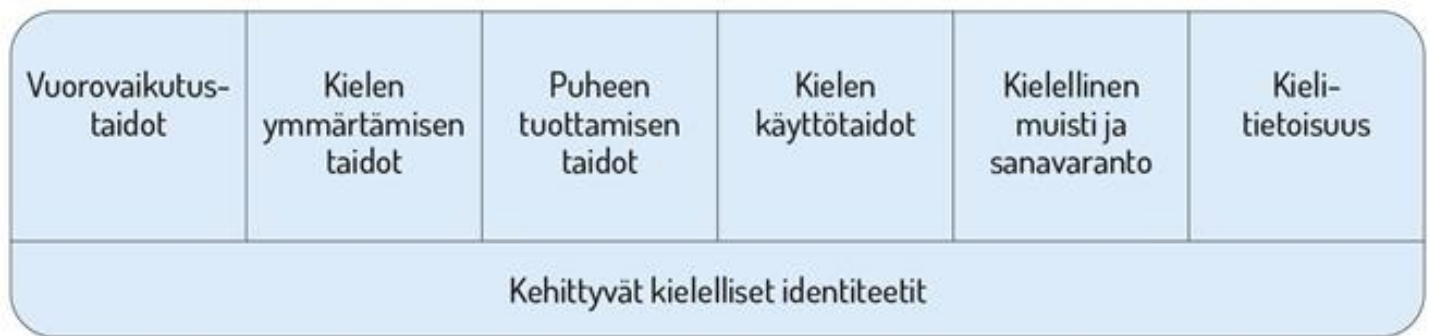 Vuorovaikutus-
taidot
Kielen
ymmärtämisen
taidot
Puheen
tuottamisen
taidot
Kielen
käyttötaidot
Kielellinen
muisti ja
sanavaranto
Kieli-
tietoisuus
Kehittyvät kielelliset identiteetit